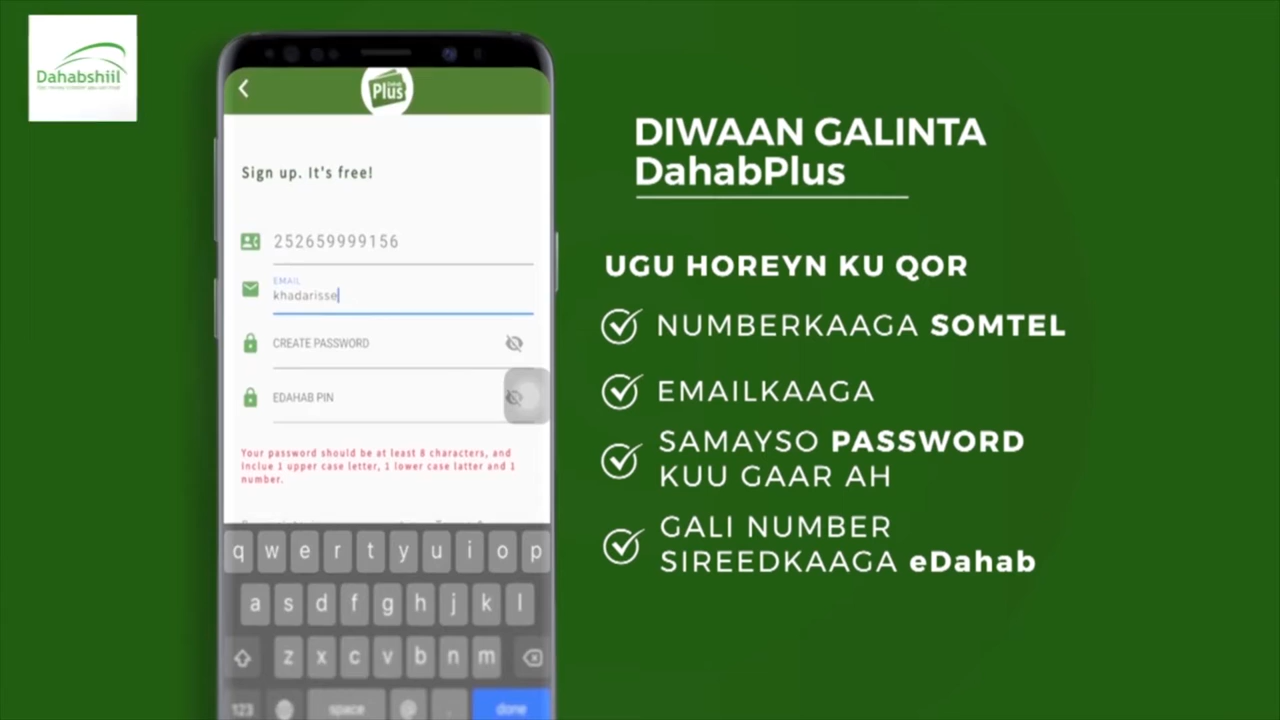 Dahabshiil
Dahab
Plus
Sign up. It's free!
252659999156
EMAIL
khadarisse
CREATE PASSWORD
EDAHAB PIN
Your password should be at least 8 characters, and
inclue 1 upper case letter, 1 lower case latter and 1
number.
q w e r t y u i o p
a s d f g h j k l
z x c v b n m
123 space @ . done
DIWAAN GALINTA
DahabPlus
UGU HOREYN KU QOR
NUMBERKAAGA SOMTEL
EMAILKAAGA
SAMAYSO PASSWORD
KUU GAAR AH
GALI NUMBER
SIREEDKAAGA eDahab